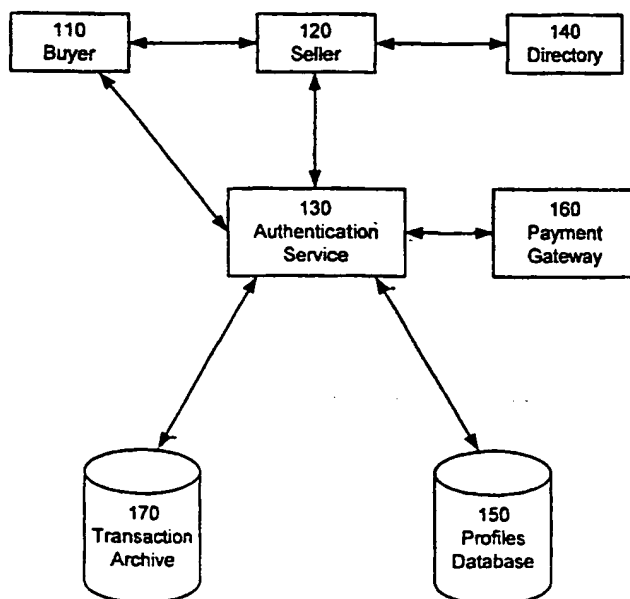 110
Buyer
120
Seller
140
Directory
130
Authentication
Service
160
Payment
Gateway
170
Transaction
Archive
150
Profiles
Database